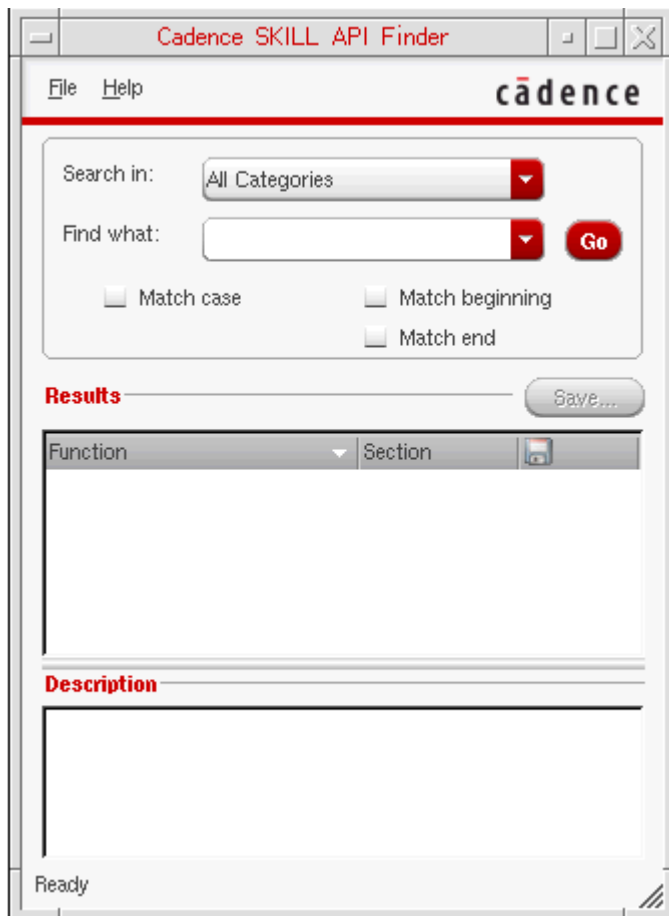 Cadence SKILL API Finder
File Help
cādence
Search in: All Categories
Find what: Go
Match case Match beginning
Match end
Results Save...
Function Section
Description
Ready